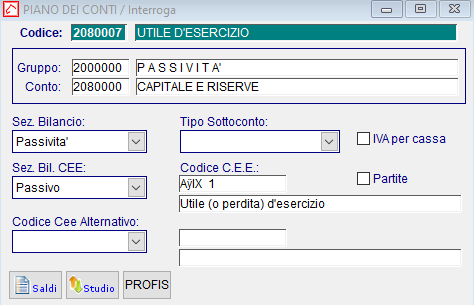 PIANO DEI CONTI / Interroga
Codice: 2080007 UTILE D'ESERCIZIO
Gruppo: 2000000 P A S S I V I T A'
Conto: 2080000 CAPITALE E RISERVE
Sez. Bilancio: Tipo Sottoconto:
Passivita' IVA per cassa
Sez. Bil. CEE: Codice C.E.E.:
Passivo AÿIX 1 Partite
Utile (o perdita) d'esercizio
Codice Cee Alternativo:
Saldi Studio PROFIS